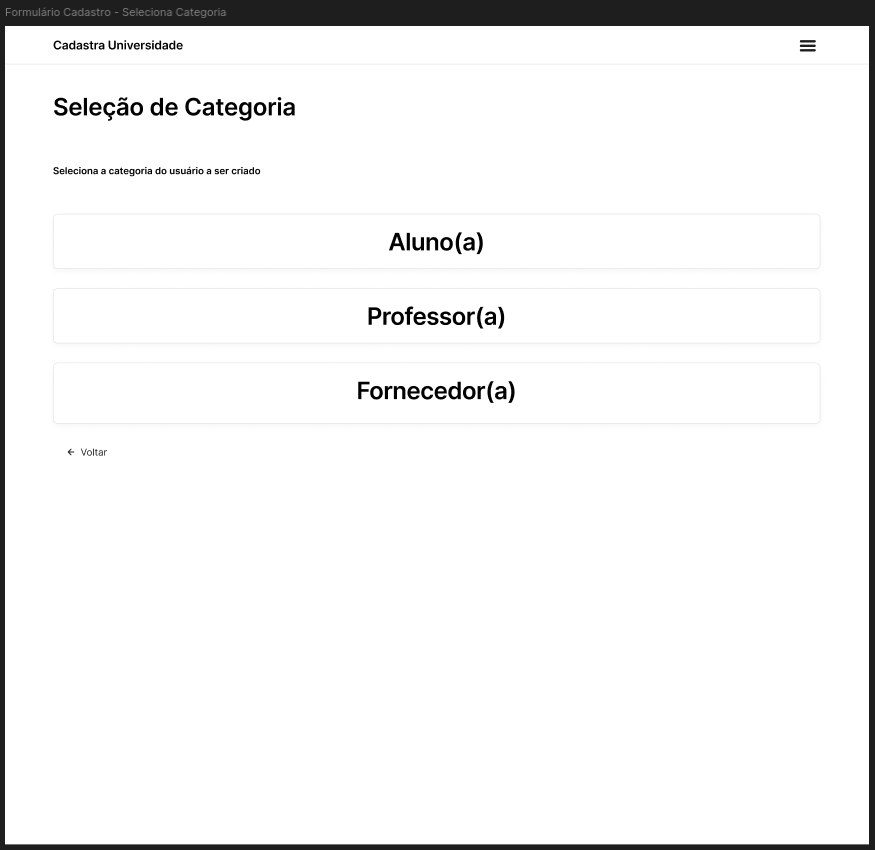 Formulário Cadastro - Seleciona Categoria
Cadastra Universidade
Seleção de Categoria
Seleciona a categoria do usuário a ser criado
Aluno(a)
Professor(a)
Fornecedor(a)
← Voltar